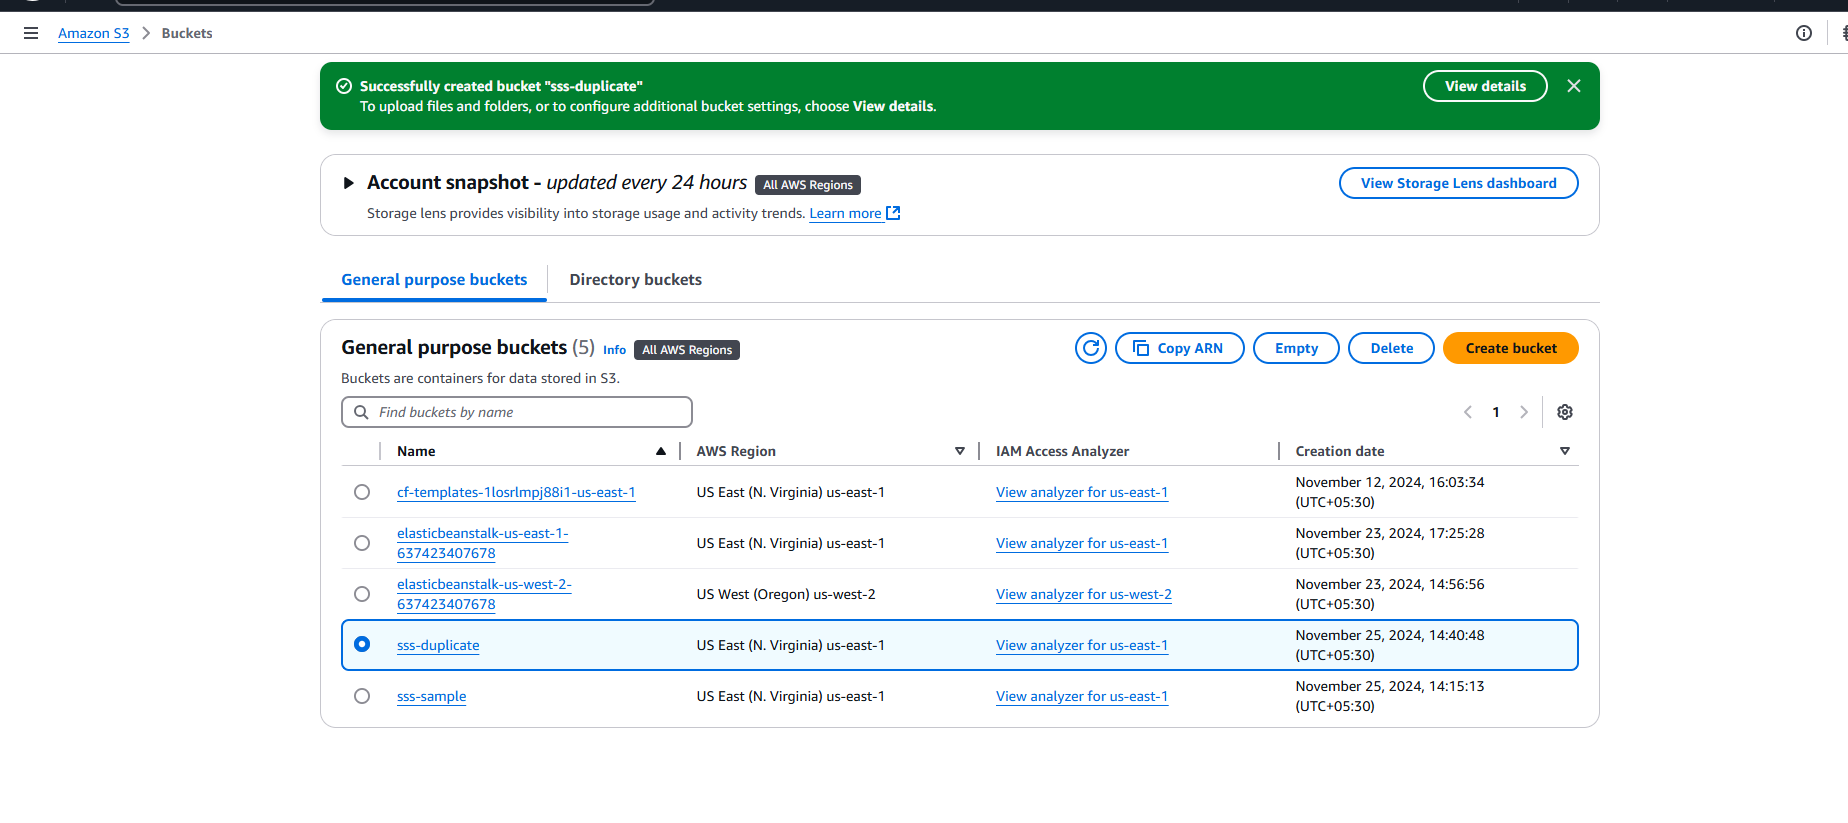 Amazon S3 > Buckets
Successfully created bucket "sss-duplicate"
To upload files and folders, or to configure additional bucket settings, choose View details.
View details
Account snapshot - updated every 24 hours All AWS Regions
View Storage Lens dashboard
Storage lens provides visibility into storage usage and activity trends. Learn more
General purpose buckets
Directory buckets
General purpose buckets (5) Info All AWS Regions
Copy ARN
Empty
Delete
Create bucket
Buckets are containers for data stored in S3.
Find buckets by name
1
Name AWS Region IAM Access Analyzer Creation date
cf-templates-1losrlmpj88i1-us-east-1 US East (N. Virginia) us-east-1 View analyzer for us-east-1 November 12, 2024, 16:03:34
(UTC+05:30)
elasticbeanstalk-us-east-1-
637423407678
US East (N. Virginia) us-east-1 View analyzer for us-east-1 November 23, 2024, 17:25:28
(UTC+05:30)
elasticbeanstalk-us-west-2-
637423407678
US West (Oregon) us-west-2 View analyzer for us-west-2 November 23, 2024, 14:56:56
(UTC+05:30)
sss-duplicate US East (N. Virginia) us-east-1 View analyzer for us-east-1 November 25, 2024, 14:40:48
(UTC+05:30)
sss-sample US East (N. Virginia) us-east-1 View analyzer for us-east-1 November 25, 2024, 14:15:13
(UTC+05:30)